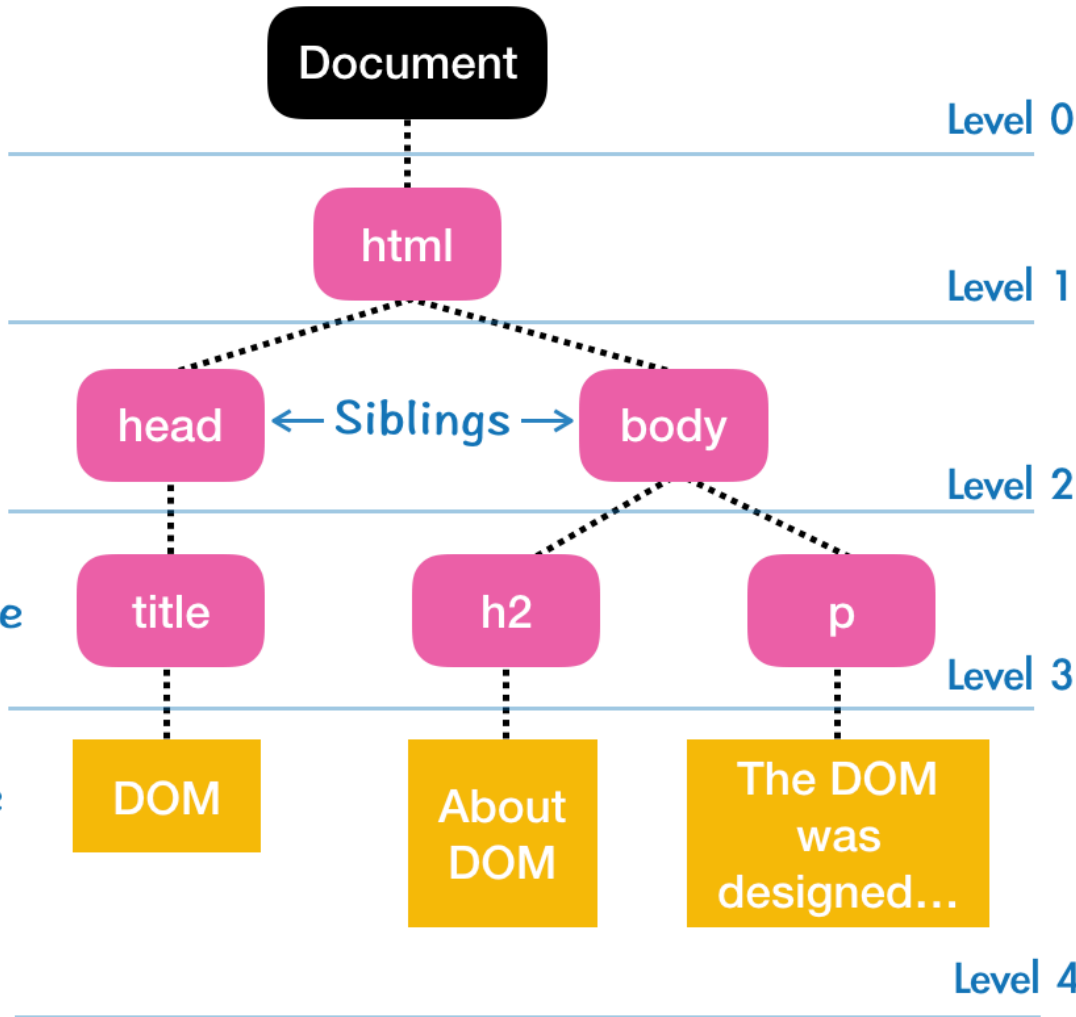 Document
Level 0
html
Level 1
head
Siblings
body
Level 2
title
h2
p
Level 3
DOM
About
DOM
The DOM
was
designed...
Level 4